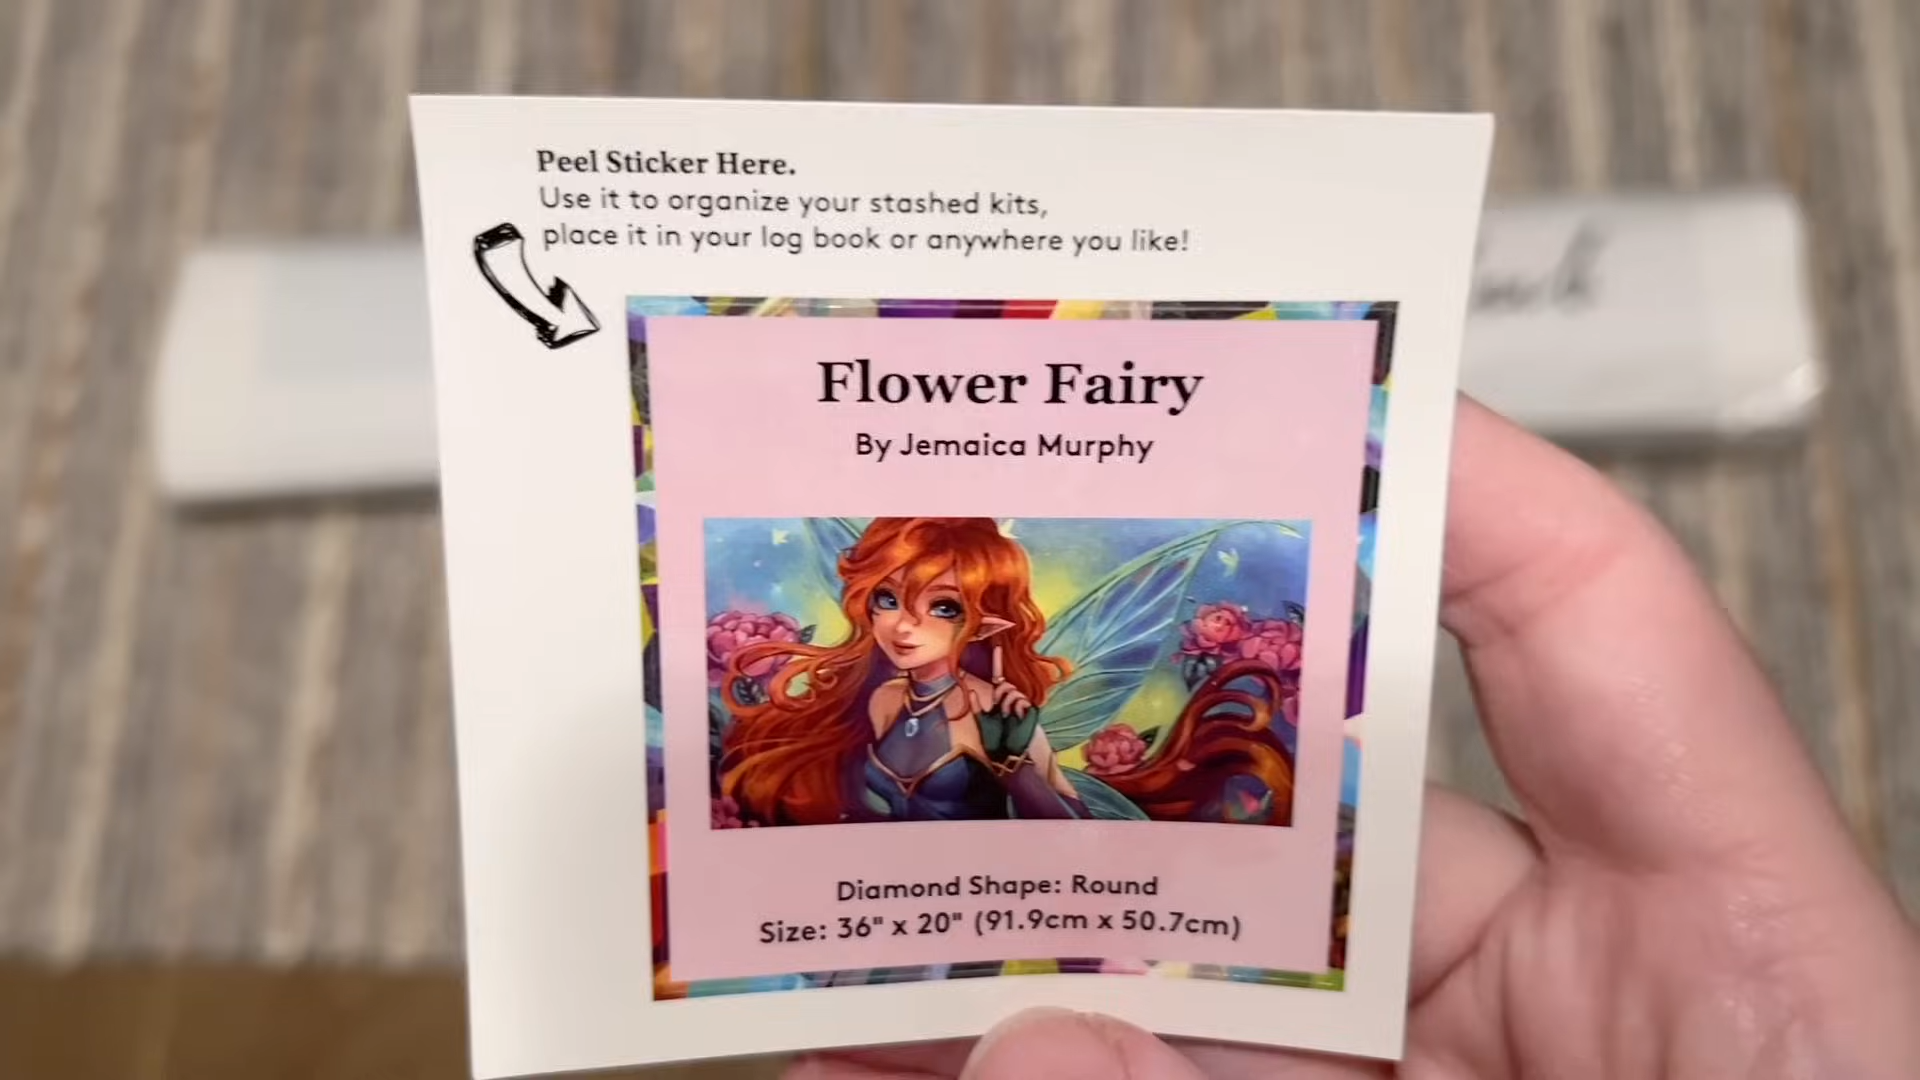 Peel Sticker Here.
Use it to organize your stashed kits,
place it in your log book or anywhere you like!
Flower Fairy
By Jemaica Murphy
Diamond Shape: Round
Size: 36" x 20" (91.9cm x 50.7cm)